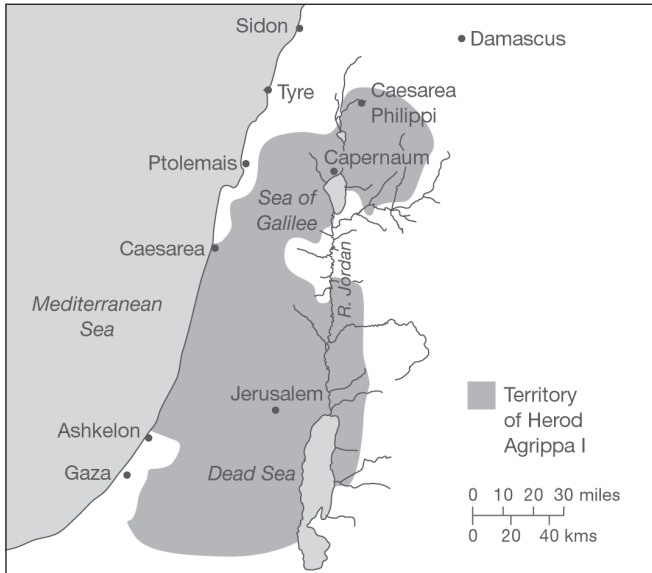 Sidon
Damascus
Tyre
Caesarea
Philippi
Ptolemais
Capernaum
Sea of
Galilee
Caesarea
R. Jordan
Mediterranean
Sea
Jerusalem
Territory
of Herod
Agrippa I
Ashkelon
Gaza
Dead Sea
0 10 20 30 miles
0 20 40 kms